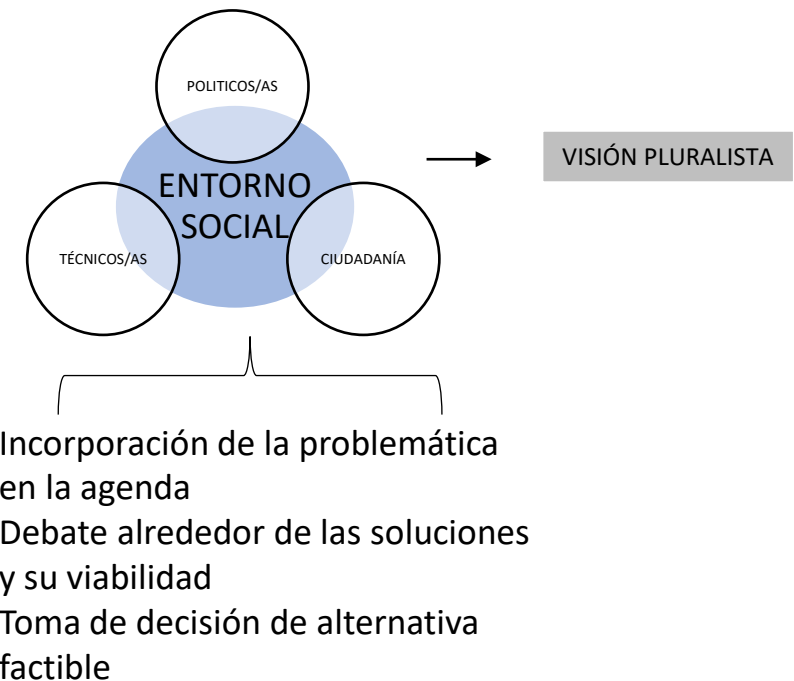 POLITICOS/AS
ENTORNO
SOCIAL
TÉCNICOS/AS
CIUDADANÍA
VISIÓN PLURALISTA
Incorporación de la problemática
en la agenda
Debate alrededor de las soluciones
y su viabilidad
Toma de decisión de alternativa
factible